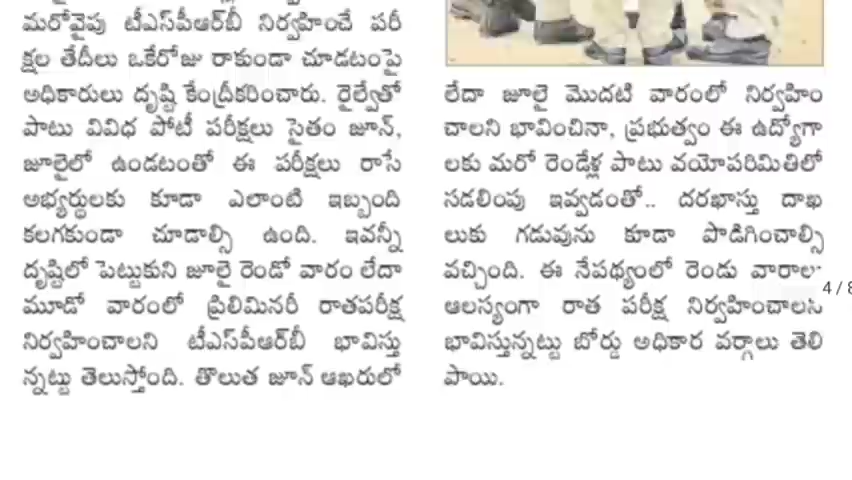 మరోవైపు టీఎస్‌పీఆర్‌బీ నిర్వహించే పరీ
క్షల తేదీలు ఒకేరోజు రాకుండా చూడటంపై
అధికారులు దృష్టి కేంద్రీకరించారు. రైల్వేతో
పాటు వివిధ పోటీ పరీక్షలు సైతం జూన్,
జూలైలో ఉండటంతో ఈ పరీక్షలు రాసే
అభ్యర్థులకు కూడా ఎలాంటి ఇబ్బంది
కలగకుండా చూడాల్సి ఉంది. ఇవన్నీ
దృష్టిలో పెట్టుకుని జూలై రెండో వారం లేదా
మూడో వారంలో ప్రిలిమినరీ రాతపరీక్ష
నిర్వహించాలని టీఎస్‌పీఆర్‌బీ భావిస్తు
న్నట్టు తెలుస్తోంది. తొలుత జూన్ ఆఖరులో
లేదా జూలై మొదటి వారంలో నిర్వహిం
చాలని భావించినా, ప్రభుత్వం ఈ ఉద్యోగా
లకు మరో రెండేళ్ల పాటు వయోపరిమితిలో
సడలింపు ఇవ్వడంతో.. దరఖాస్తు దాఖ
లుకు గడువును కూడా పొడిగించాల్సి
వచ్చింది. ఈ నేపథ్యంలో రెండు వారాల
ఆలస్యంగా రాత పరీక్ష నిర్వహించాలని
భావిస్తున్నట్టు బోర్డు అధికార వర్గాలు తెలి
పాయి.
4/8